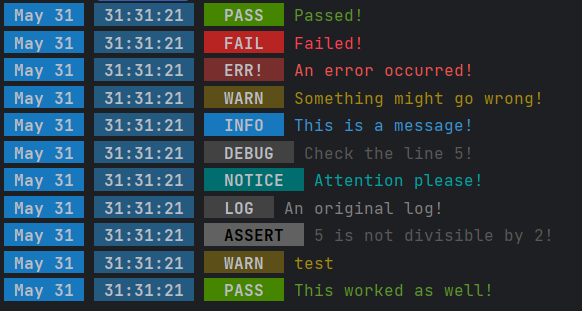 May 31 31:31:21 PASS Passed!
May 31 31:31:21 FAIL Failed!
May 31 31:31:21 ERR! An error occurred!
May 31 31:31:21 WARN Something might go wrong!
May 31 31:31:21 INFO This is a message!
May 31 31:31:21 DEBUG Check the line 5!
May 31 31:31:21 NOTICE Attention please!
May 31 31:31:21 LOG An original log!
May 31 31:31:21 ASSERT 5 is not divisible by 2!
May 31 31:31:21 WARN test
May 31 31:31:21 PASS This worked as well!